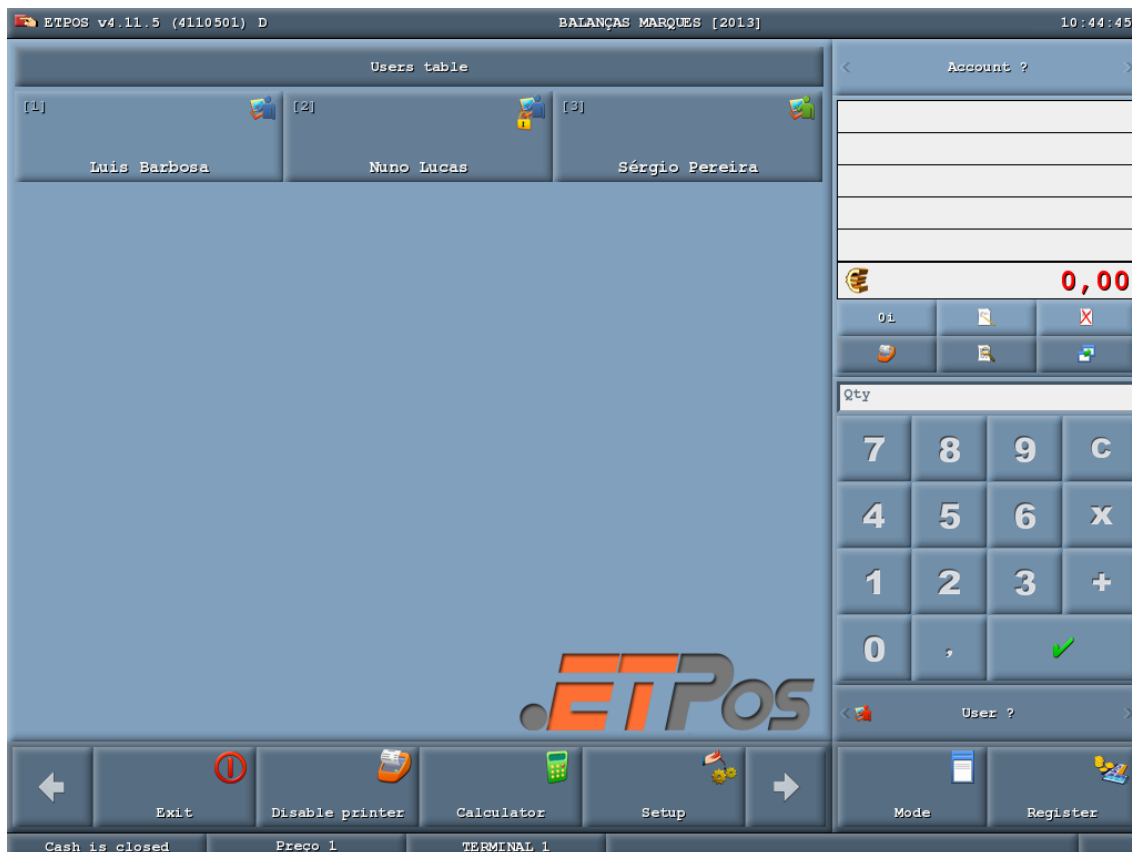 ETPOS v4.11.5 (4110501) D
BALANÇAS MARQUES [2013]
10:44:45
Users table
[1]
Luis Barbosa
[2]
Nuno Lucas
[3]
Sérgio Pereira
.ETPos
< Account ? >
0,00
0i
Qty
7 8 9 C
4 5 6 X
1 2 3 +
0 ,
< User ? >
Exit
Disable printer
Calculator
Setup
Mode
Register
Cash is closed
Preço 1
TERMINAL 1